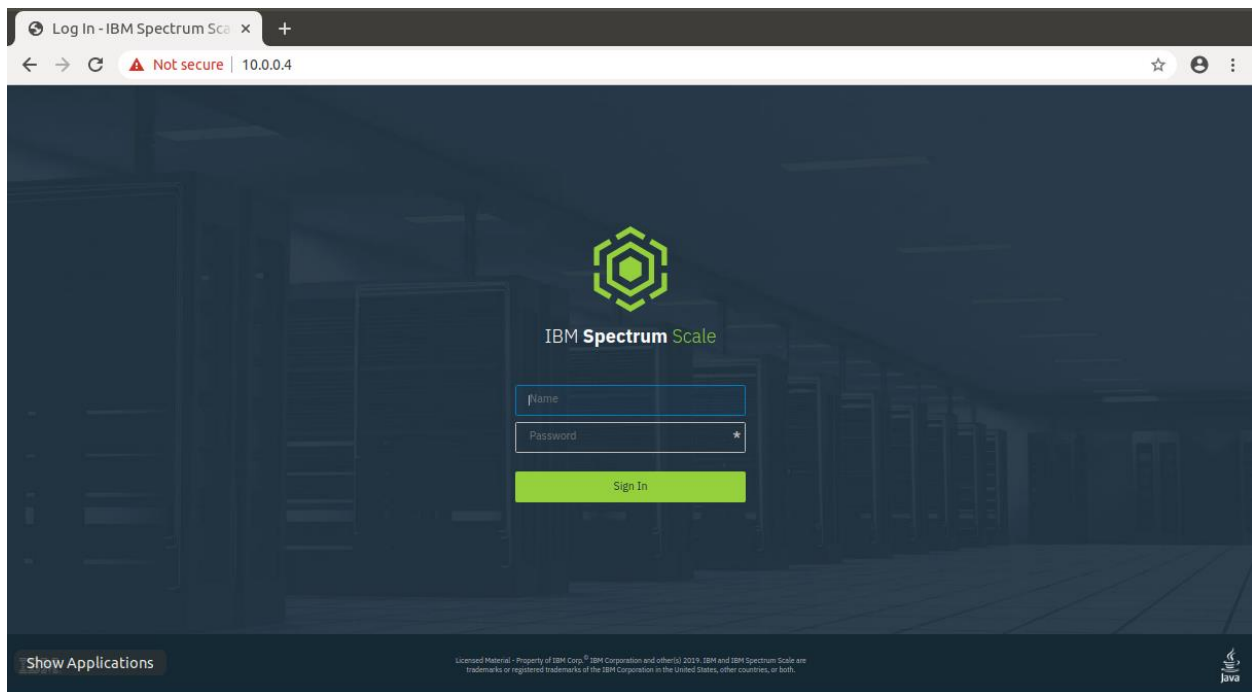 Log In - IBM Spectrum Sca
Not secure | 10.0.0.4
IBM Spectrum Scale
Name
Password *
Sign In
Show Applications
Licensed Material - Property of IBM Corp.® IBM Corporation and other(s) 2019. IBM and IBM Spectrum Scale are
trademarks or registered trademarks of the IBM Corporation in the United States, other countries, or both.
Java